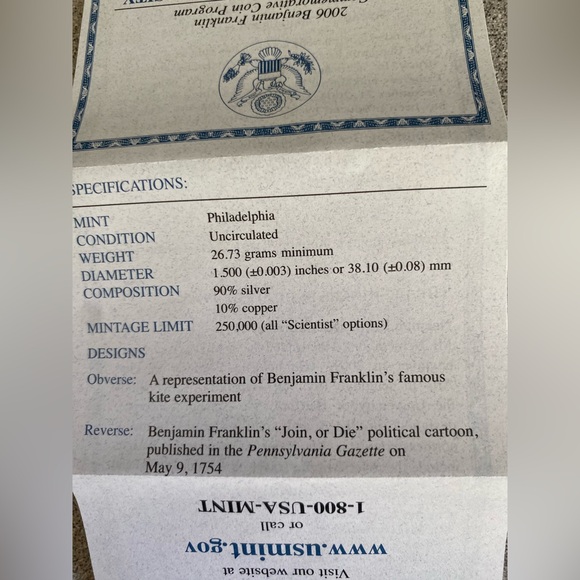 2006 Benjamin Franklin
Commemorative Coin Program
SPECIFICATIONS:
MINT Philadelphia
CONDITION Uncirculated
WEIGHT 26.73 grams minimum
DIAMETER 1.500 (±0.003) inches or 38.10 (±0.08) mm
COMPOSITION 90% silver
10% copper
MINTAGE LIMIT 250,000 (all “Scientist” options)
DESIGNS
Obverse: A representation of Benjamin Franklin’s famous
kite experiment
Reverse: Benjamin Franklin’s “Join, or Die” political cartoon,
published in the Pennsylvania Gazette on
May 9, 1754
Visit our website at
www.usmint.gov
or call
1-800-USA-MINT